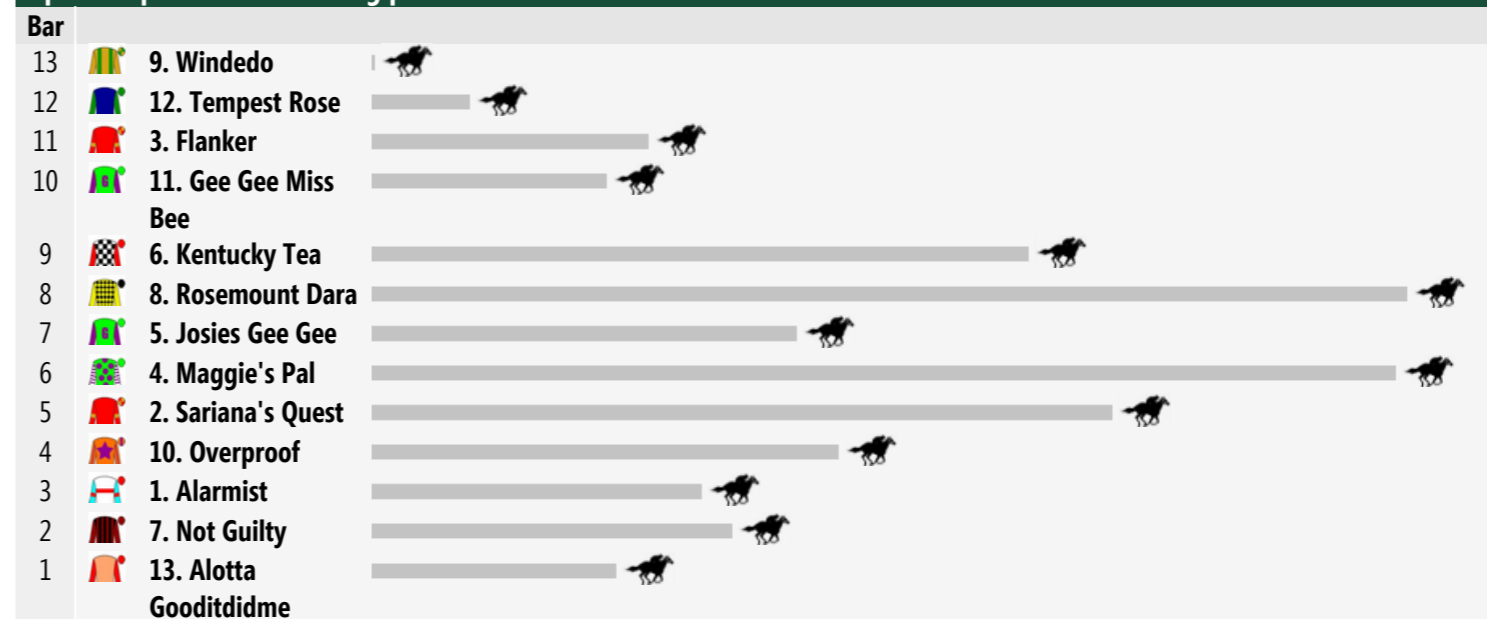 Bar
13 9. Windedo
12 12. Tempest Rose
11 3. Flanker
10 11. Gee Gee Miss
Bee
9 6. Kentucky Tea
8 8. Rosemount Dara
7 G 5. Josies Gee Gee
6 4. Maggie's Pal
5 2. Sariana's Quest
4 10. Overproof
3 1. Alarmist
2 7. Not Guilty
1 13. Alotta
Gooditdidme